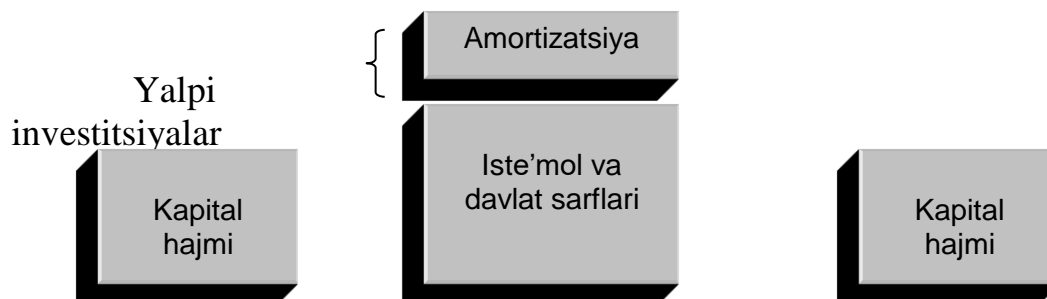 Amortizatsiya
Yalpi
investitsiyalar
Iste’mol va
davlat sarflari
Kapital
hajmi
Kapital
hajmi